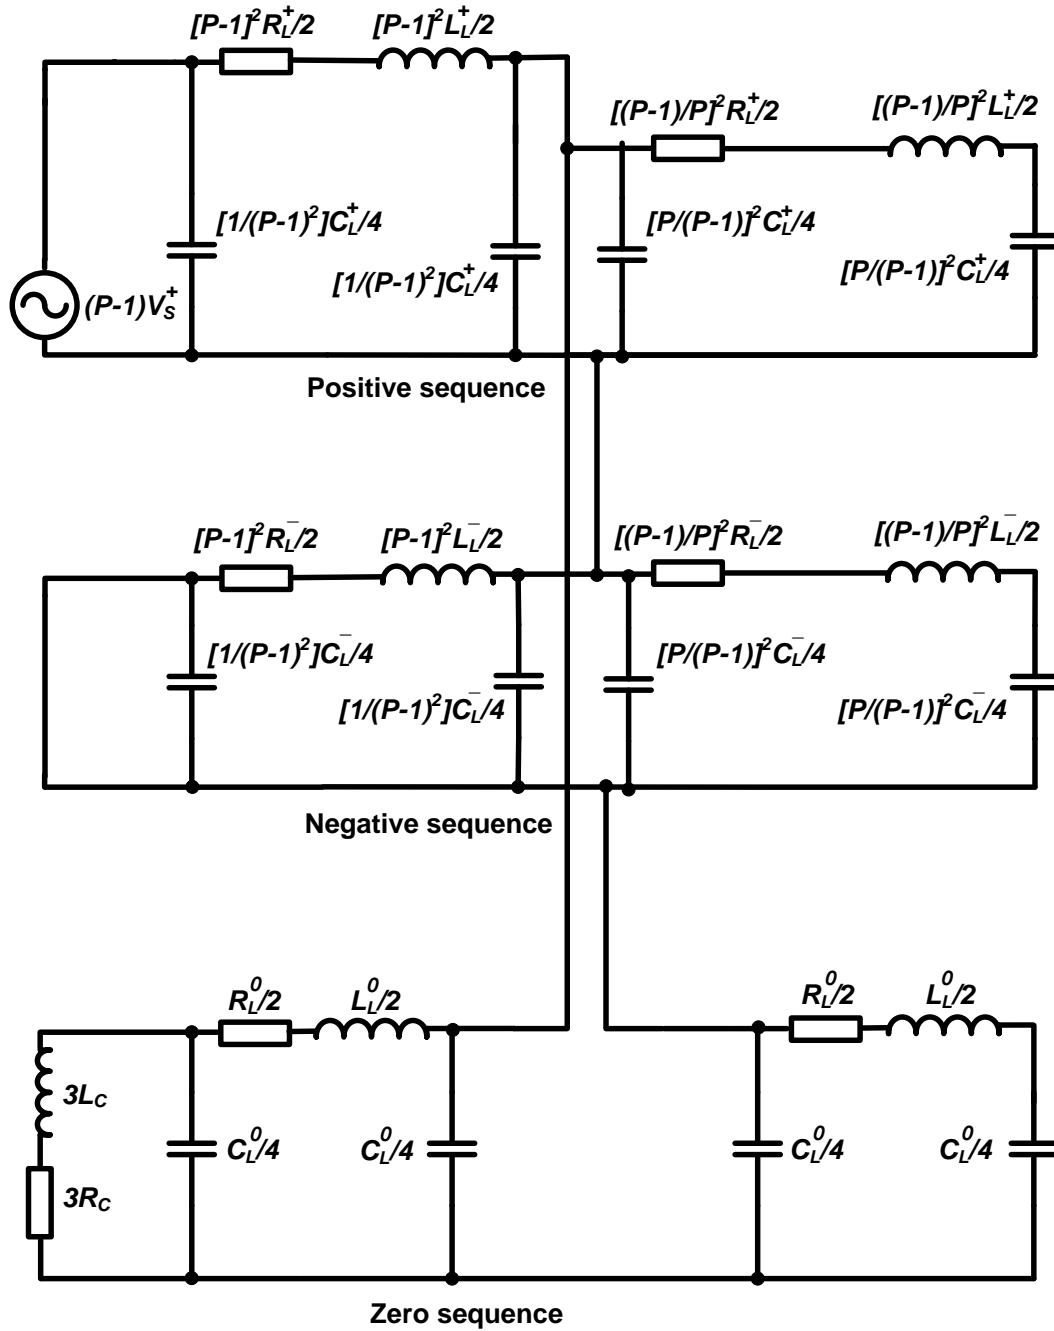 [P-1]²R_L⁺/2
[P-1]²L_L⁺/2
[(P-1)/P]²R_L⁺/2
[(P-1)/P]²L_L⁺/2
[1/(P-1)²]C_L⁺/4
[1/(P-1)²]C_L⁺/4
[P/(P-1)]²C_L⁺/4
[P/(P-1)]²C_L⁺/4
(P-1)V_S⁺
Positive sequence
[P-1]²R_L⁻/2
[P-1]²L_L⁻/2
[(P-1)/P]²R_L⁻/2
[(P-1)/P]²L_L⁻/2
[1/(P-1)²]C_L⁻/4
[1/(P-1)²]C_L⁻/4
[P/(P-1)]²C_L⁻/4
[P/(P-1)]²C_L⁻/4
Negative sequence
R_L⁰/2
L_L⁰/2
R_L⁰/2
L_L⁰/2
3L_C
3R_C
C_L⁰/4
C_L⁰/4
C_L⁰/4
C_L⁰/4
Zero sequence